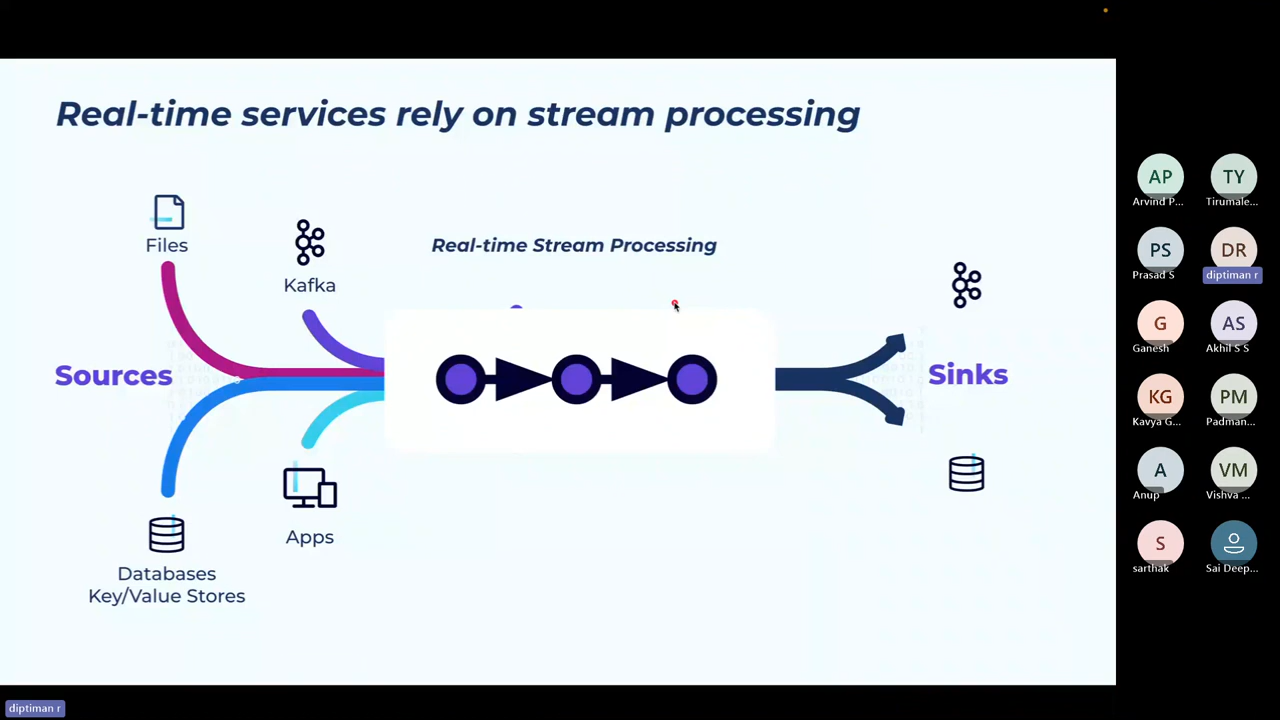 Real-time services rely on stream processing
Files
Kafka
Real-time Stream Processing
Sources
Sinks
Apps
Databases
Key/Value Stores
AP
Arvind P...
TY
Tirumale...
PS
Prasad S
DR
diptiman r
G
Ganesh
AS
Akhil S S
KG
Kavya G...
PM
Padman...
A
Anup
VM
Vishva ...
S
sarthak
Sai Deep...
diptiman r